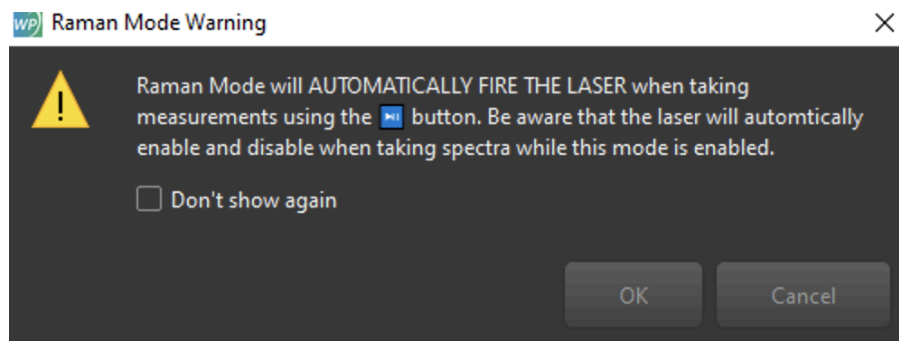 WP Raman Mode Warning
Raman Mode will AUTOMATICALLY FIRE THE LASER when taking
measurements using the button. Be aware that the laser will automtically
enable and disable when taking spectra while this mode is enabled.
Don't show again
OK Cancel